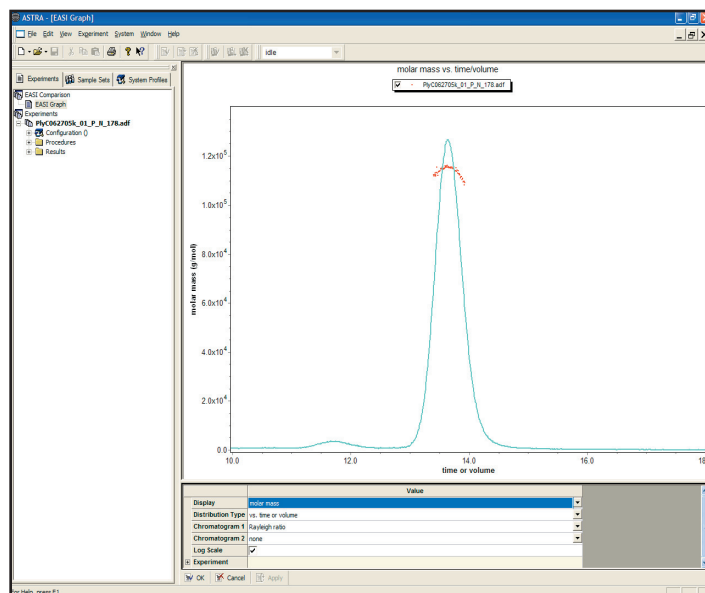 ASTRA - [EASI Graph]
File Edit View Experiment System Window Help
idle
Experiments Sample Sets System Profiles
EASI Comparison
EASI Graph
Experiments
PlyC062705k_01_P_N_178.adf
Configuration ()
Procedures
Results
molar mass vs. time/volume
PlyC062705k_01_P_N_178.adf
molar mass (g/mol)
1.2x10⁵
1.0x10⁵
8.0x10⁴
6.0x10⁴
4.0x10⁴
2.0x10⁴
0.0
10.0 12.0 14.0 16.0
time or volume
Value
Display molar mass
Distribution Type vs. time or volume
Chromatogram 1 Rayleigh ratio
Chromatogram 2 none
Log Scale
Experiment
OK Cancel Apply
For Help, press F1